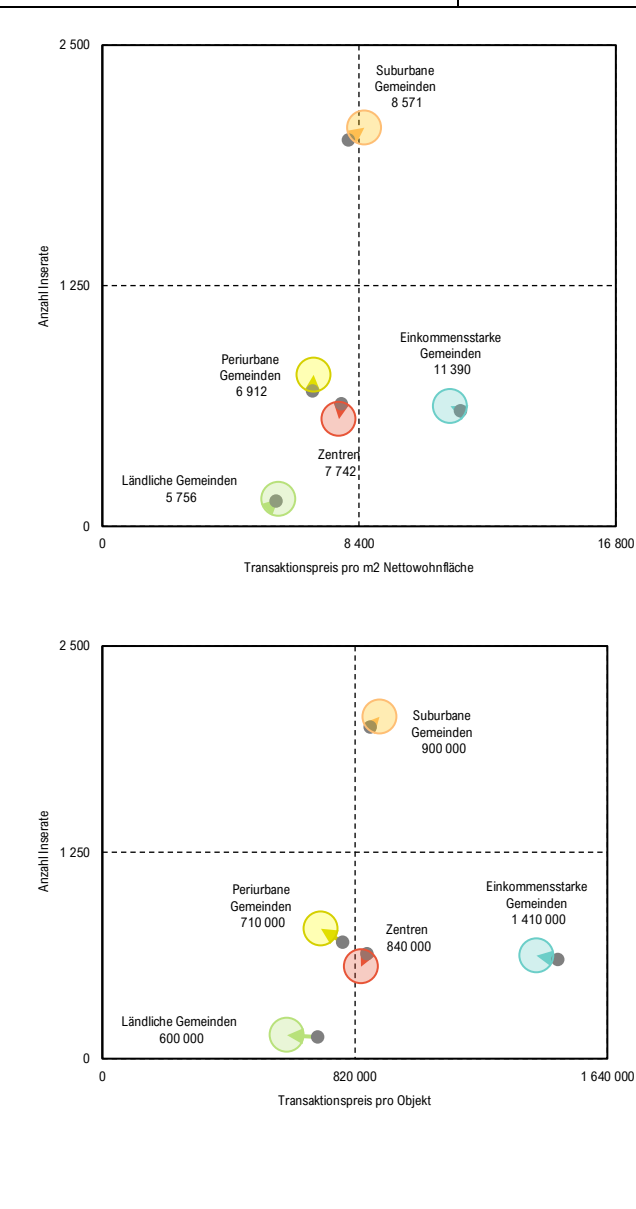 2 500
Suburbane
Gemeinden
8 571
Anzahl Inserate
1 250
Einkommensstarke
Gemeinden
11 390
Periurbane
Gemeinden
6 912
Zentren
7 742
Ländliche Gemeinden
5 756
0
0
8 400
16 800
Transaktionspreis pro m2 Nettowohnfläche
2 500
Suburbane
Gemeinden
900 000
Anzahl Inserate
1 250
Periurbane
Gemeinden
710 000
Einkommensstarke
Gemeinden
1 410 000
Zentren
840 000
Ländliche Gemeinden
600 000
0
0
820 000
1 640 000
Transaktionspreis pro Objekt